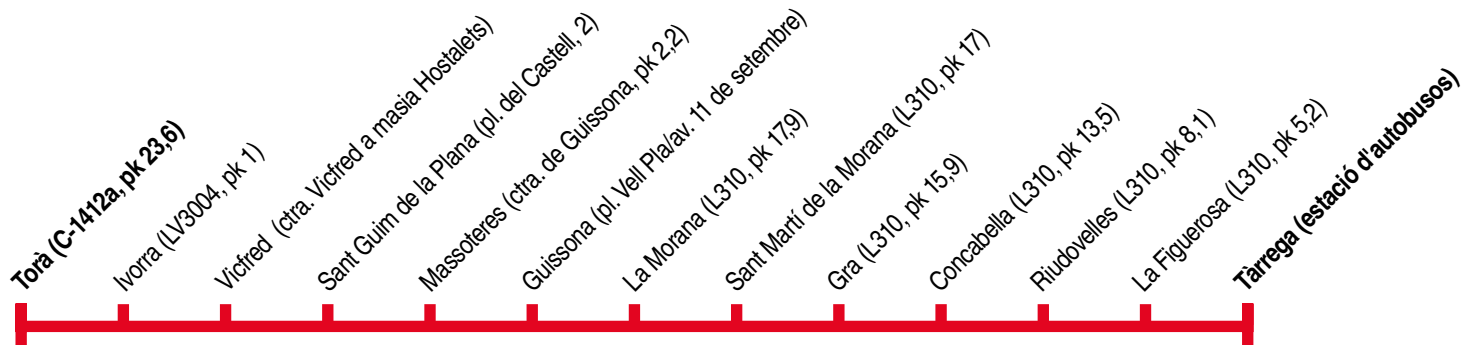 Torà (C-1412a, pk 23,6)
Ivorra (LV3004, pk 1)
Vicfred (ctra. Vicfred a masia Hostalets)
Sant Guim de la Plana (pl. del Castell, 2)
Massoteres (ctra. de Guissona, pk 2,2)
Guissona (pl. Vell Pla/av. 11 de setembre)
La Morana (L310, pk 17,9)
Sant Martí de la Morana (L310, pk 17)
Gra (L310, pk 15,9)
Concabella (L310, pk 13,5)
Riudovelles (L310, pk 8,1)
La Figuerosa (L310, pk 5,2)
Tàrrega (estació d'autobusos)